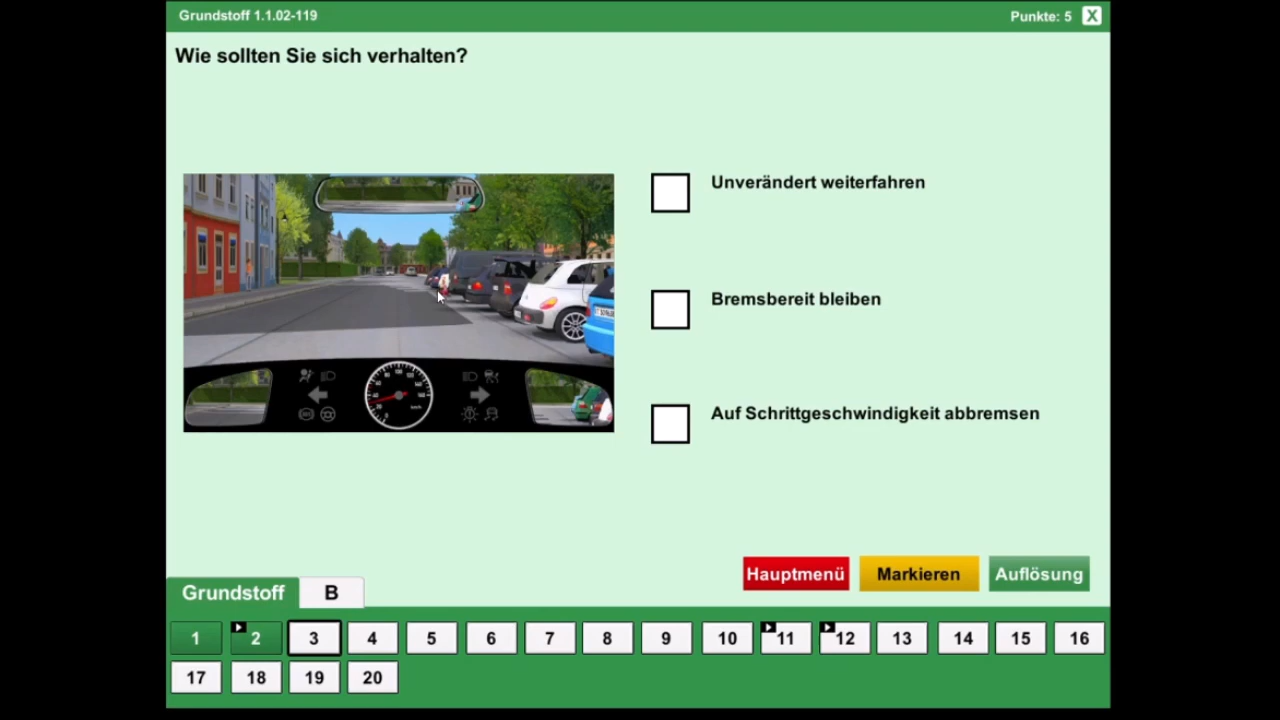 Grundstoff 1.1.02-119
Punkte: 5 X
Wie sollten Sie sich verhalten?
Unverändert weiterfahren
Bremsbereit bleiben
Auf Schrittgeschwindigkeit abbremsen
Hauptmenü Markieren Auflösung
Grundstoff B
1 2 3 4 5 6 7 8 9 10 11 12 13 14 15 16
17 18 19 20